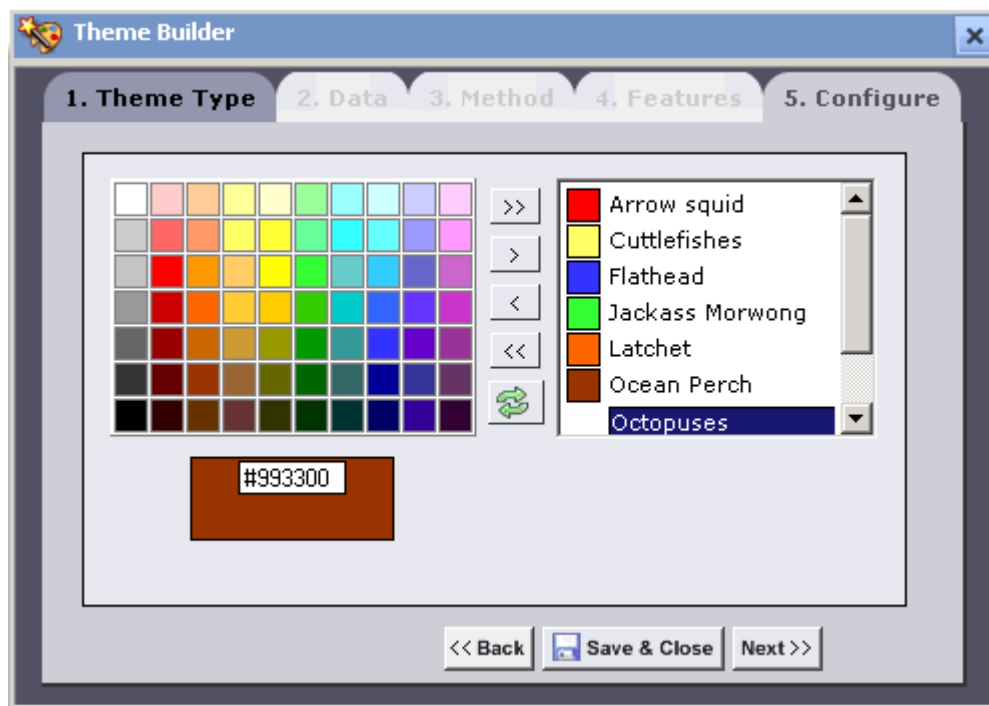 Theme Builder
1. Theme Type
2. Data
3. Method
4. Features
5. Configure
>>
>
<
<<
Arrow squid
Cuttlefishes
Flathead
Jackass Morwong
Latchet
Ocean Perch
Octopuses
#993300
<< Back
Save & Close
Next >>